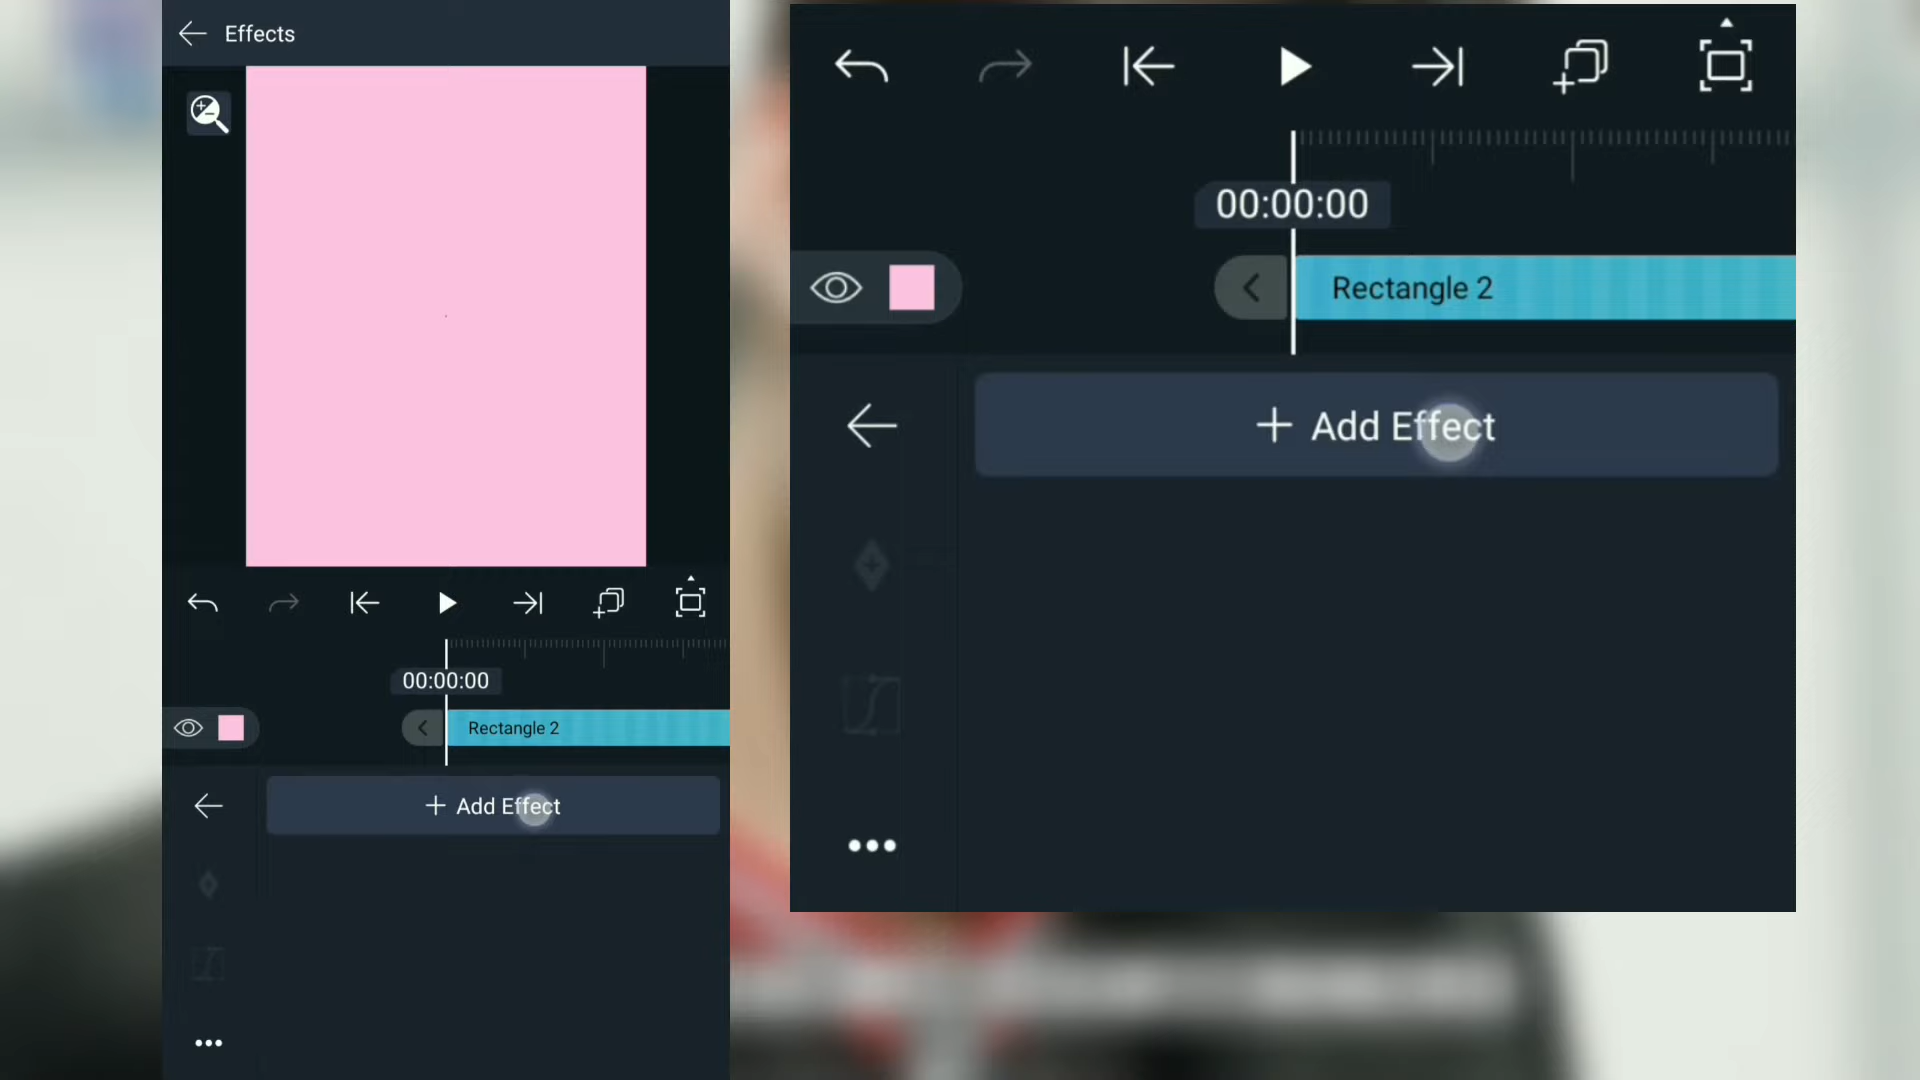 Effects
00:00:00
Rectangle 2
+ Add Effect
00:00:00
Rectangle 2
+ Add Effect